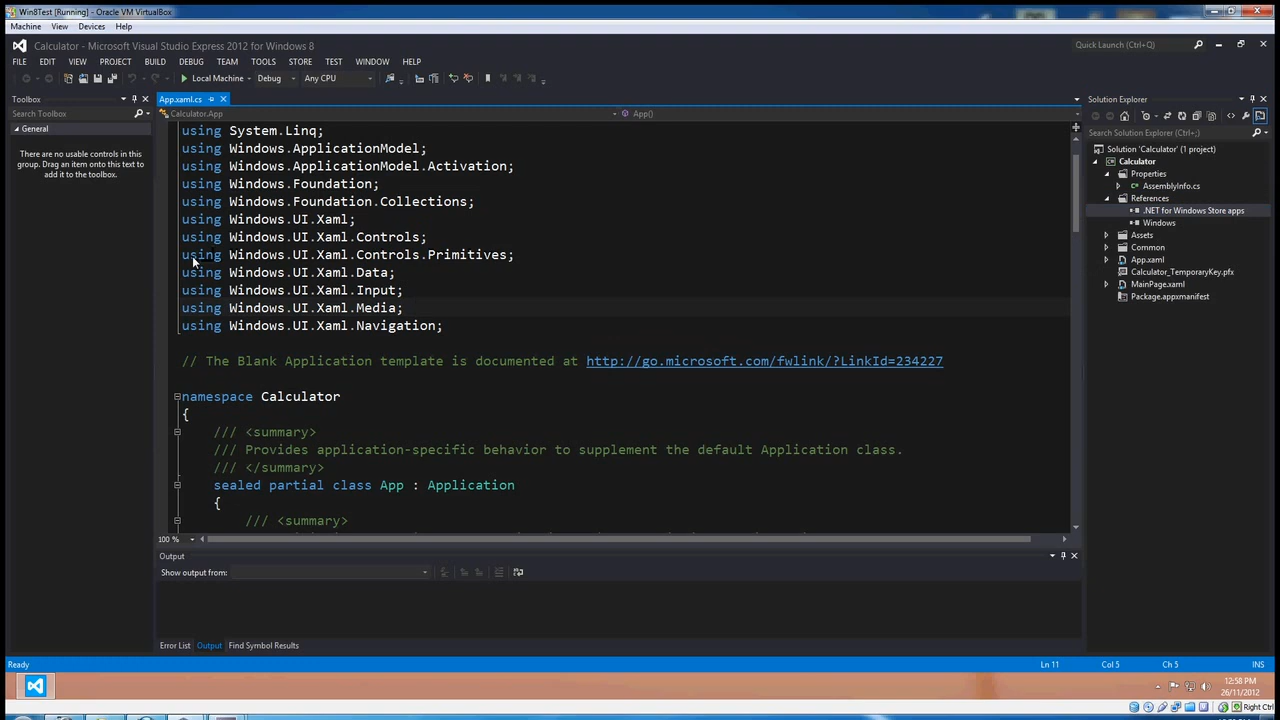 Win8Test [Running] - Oracle VM VirtualBox
Machine View Devices Help
Calculator - Microsoft Visual Studio Express 2012 for Windows 8
Quick Launch (Ctrl+Q)
FILE EDIT VIEW PROJECT BUILD DEBUG TEAM TOOLS STORE TEST WINDOW HELP
Local Machine Debug Any CPU
Toolbox
Search Toolbox
General
There are no usable controls in this
group. Drag an item onto this text to
add it to the toolbox.
App.xaml.cs
Calculator.App App()
using System.Linq;
using Windows.ApplicationModel;
using Windows.ApplicationModel.Activation;
using Windows.Foundation;
using Windows.Foundation.Collections;
using Windows.UI.Xaml;
using Windows.UI.Xaml.Controls;
using Windows.UI.Xaml.Controls.Primitives;
using Windows.UI.Xaml.Data;
using Windows.UI.Xaml.Input;
using Windows.UI.Xaml.Media;
using Windows.UI.Xaml.Navigation;
// The Blank Application template is documented at http://go.microsoft.com/fwlink/?LinkId=234227
namespace Calculator
{
/// <summary>
/// Provides application-specific behavior to supplement the default Application class.
/// </summary>
sealed partial class App : Application
{
/// <summary>
100 %
Output
Show output from:
Error List Output Find Symbol Results
Solution Explorer
Search Solution Explorer (Ctrl+;)
Solution 'Calculator' (1 project)
Calculator
Properties
AssemblyInfo.cs
References
.NET for Windows Store apps
Windows
Assets
Common
App.xaml
Calculator_TemporaryKey.pfx
MainPage.xaml
Package.appxmanifest
Ready Ln 11 Col 5 Ch 5 INS
12:58 PM
26/11/2012
Right Ctrl